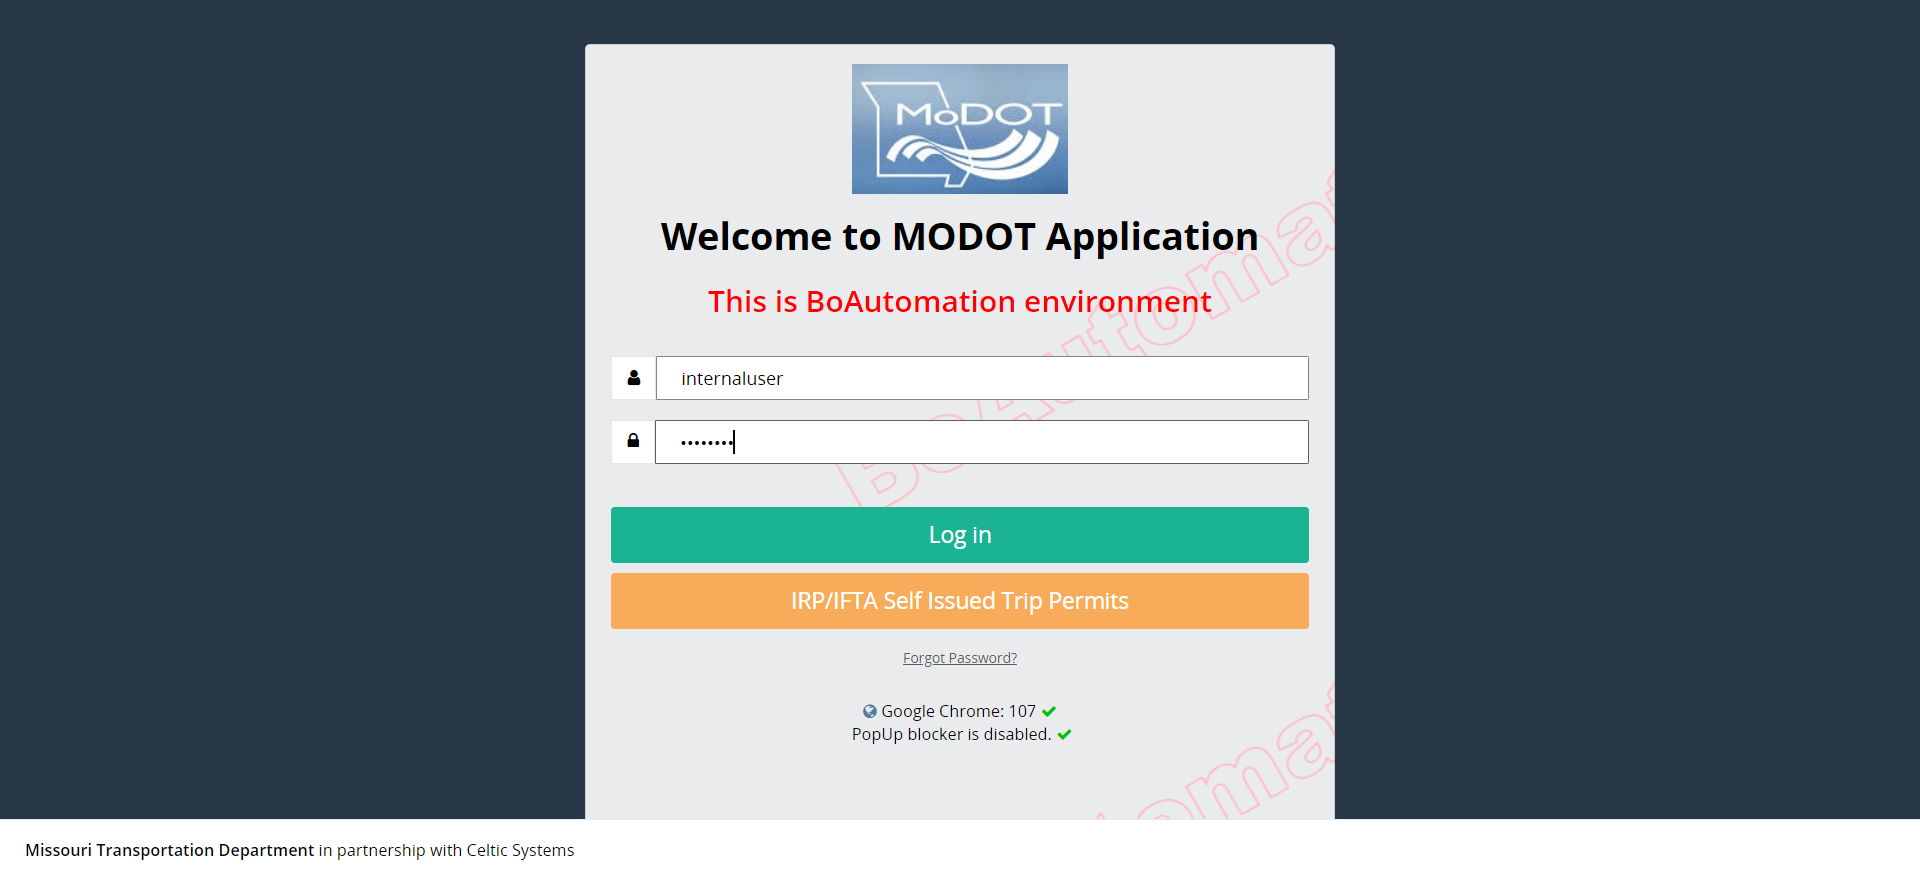 MoDOT
Welcome to MODOT Application
This is BoAutomation environment
internaluser
••••••••
Log in
IRP/IFTA Self Issued Trip Permits
Forgot Password?
Google Chrome: 107
PopUp blocker is disabled.
BoAutomat
tomat
Missouri Transportation Department in partnership with Celtic Systems